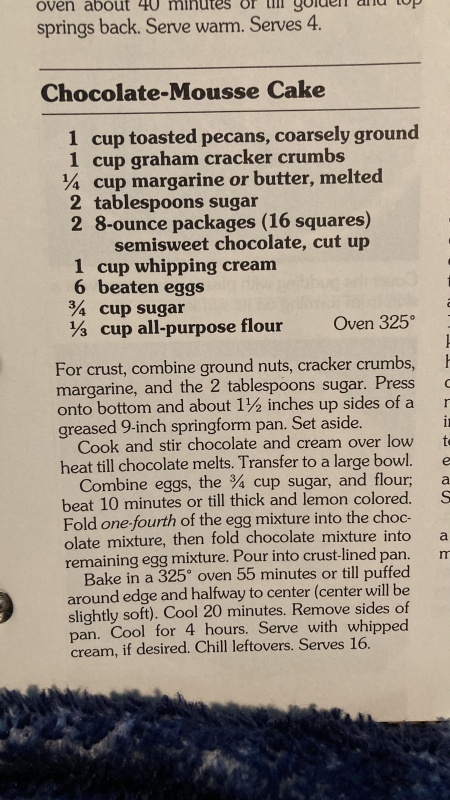 oven about 40 minutes or till golden and top
springs back. Serve warm. Serves 4.
Chocolate-Mousse Cake
1 cup toasted pecans, coarsely ground
1 cup graham cracker crumbs
¼ cup margarine or butter, melted
2 tablespoons sugar
2 8-ounce packages (16 squares)
semisweet chocolate, cut up
1 cup whipping cream
6 beaten eggs
¾ cup sugar
⅓ cup all-purpose flour Oven 325°
For crust, combine ground nuts, cracker crumbs,
margarine, and the 2 tablespoons sugar. Press
onto bottom and about 1½ inches up sides of a
greased 9-inch springform pan. Set aside.
Cook and stir chocolate and cream over low
heat till chocolate melts. Transfer to a large bowl.
Combine eggs, the ¾ cup sugar, and flour;
beat 10 minutes or till thick and lemon colored.
Fold one-fourth of the egg mixture into the choc-
olate mixture, then fold chocolate mixture into
remaining egg mixture. Pour into crust-lined pan.
Bake in a 325° oven 55 minutes or till puffed
around edge and halfway to center (center will be
slightly soft). Cool 20 minutes. Remove sides of
pan. Cool for 4 hours. Serve with whipped
cream, if desired. Chill leftovers. Serves 16.